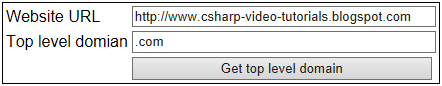 Website URL http://www.csharp-video-tutorials.blogspot.com
Top level domian .com
Get top level domain